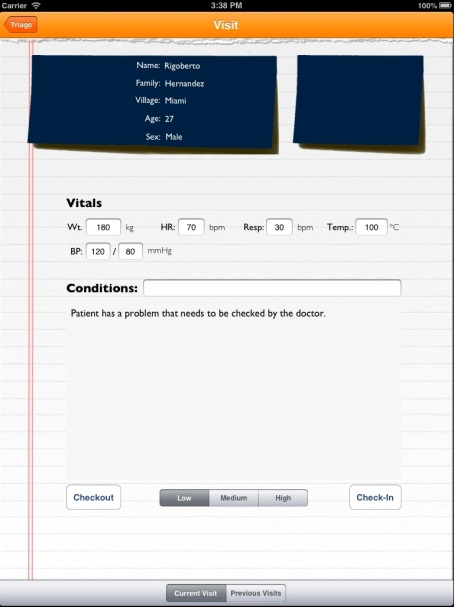 Carrier 3:38 PM 100%
Triage Visit
Name: Rigoberto
Family: Hernandez
Village: Miami
Age: 27
Sex: Male
Vitals
Wt. 180 kg HR: 70 bpm Resp: 30 bpm Temp.: 100 °C
BP: 120 / 80 mmHg
Conditions:
Patient has a problem that needs to be checked by the doctor.
Checkout Low Medium High Check-In
Current Visit Previous Visits